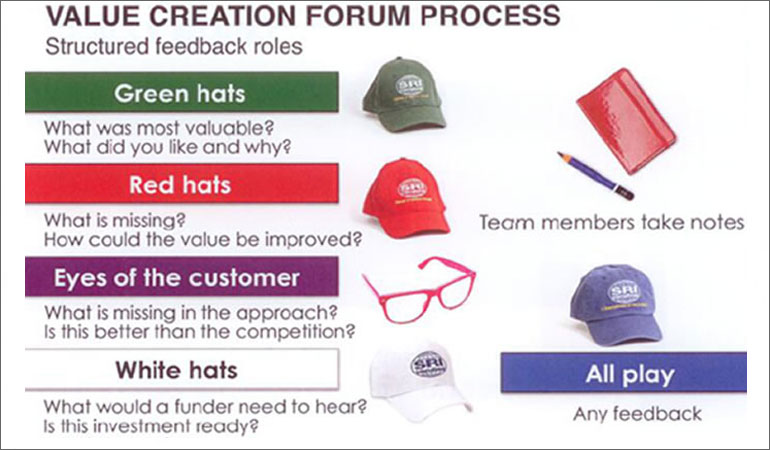 VALUE CREATION FORUM PROCESS
Structured feedback roles
Green hats
What was most valuable?
What did you like and why?
SRI
Red hats
What is missing?
How could the value be improved?
SRI
Team members take notes
Eyes of the customer
What is missing in the approach?
Is this better than the competition?
SRI
White hats
What would a funder need to hear?
Is this investment ready?
SRI
All play
Any feedback